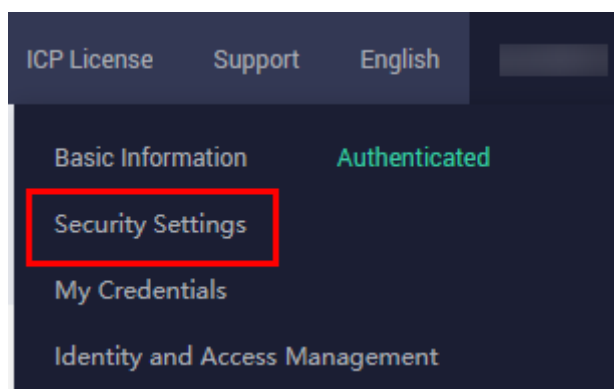 ICP License Support English
Basic Information Authenticated
Security Settings
My Credentials
Identity and Access Management